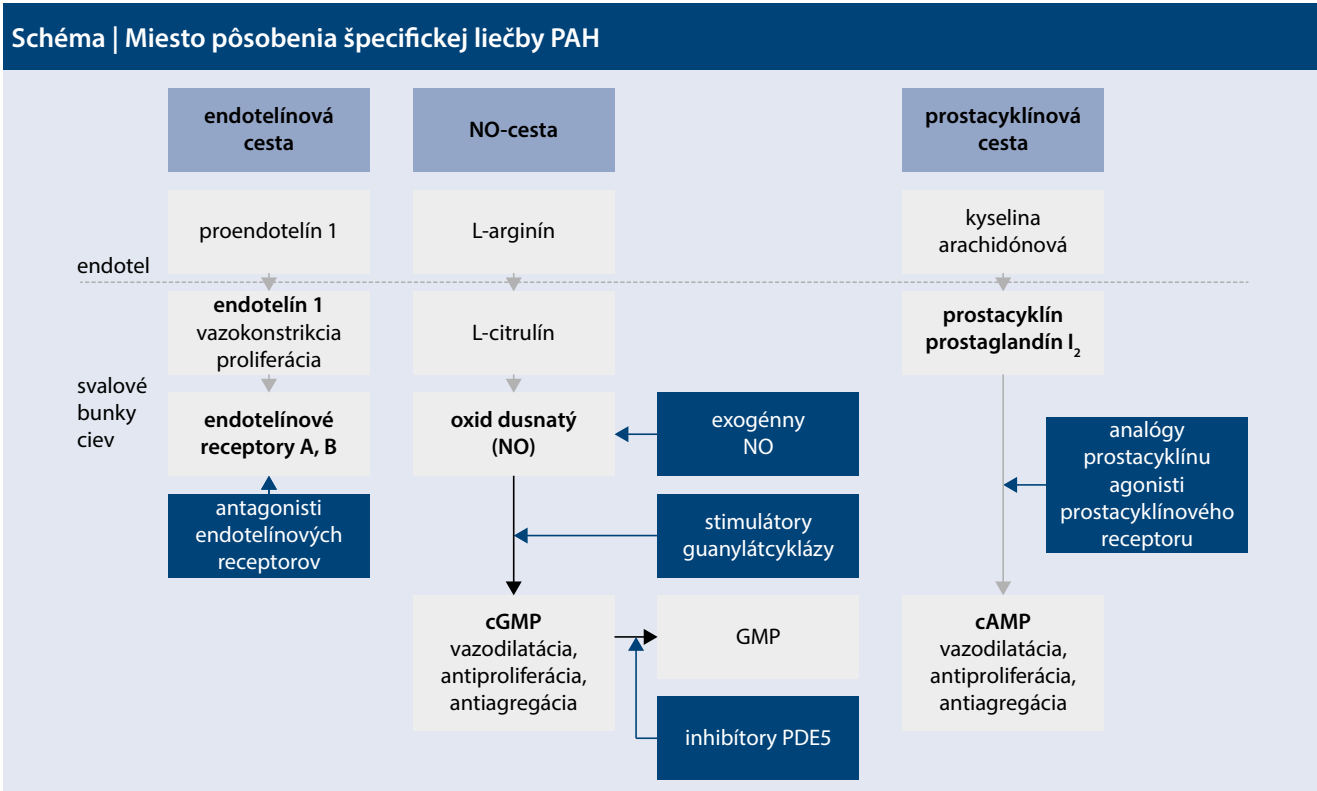 Schéma | Miesto pôsobenia špecifickej liečby PAH
endotelínová
cesta
NO-cesta
prostacyklínová
cesta
proendotelín 1
L-arginín
kyselina
arachidónová
endotel
endotelín 1
vazokonstrikcia
proliferácia
L-citrulín
prostacyklín
prostaglandín I₂
svalové
bunky
ciev
endotelínové
receptory A, B
oxid dusnatý
(NO)
exogénny
NO
analógy
prostacyklínu
agonisti
prostacyklínového
receptoru
antagonisti
endotelínových
receptorov
stimulátory
guanylátcyklázy
cGMP
vazodilatácia,
antiproliferácia,
antiagregácia
GMP
cAMP
vazodilatácia,
antiproliferácia,
antiagregácia
inhibítory PDE5